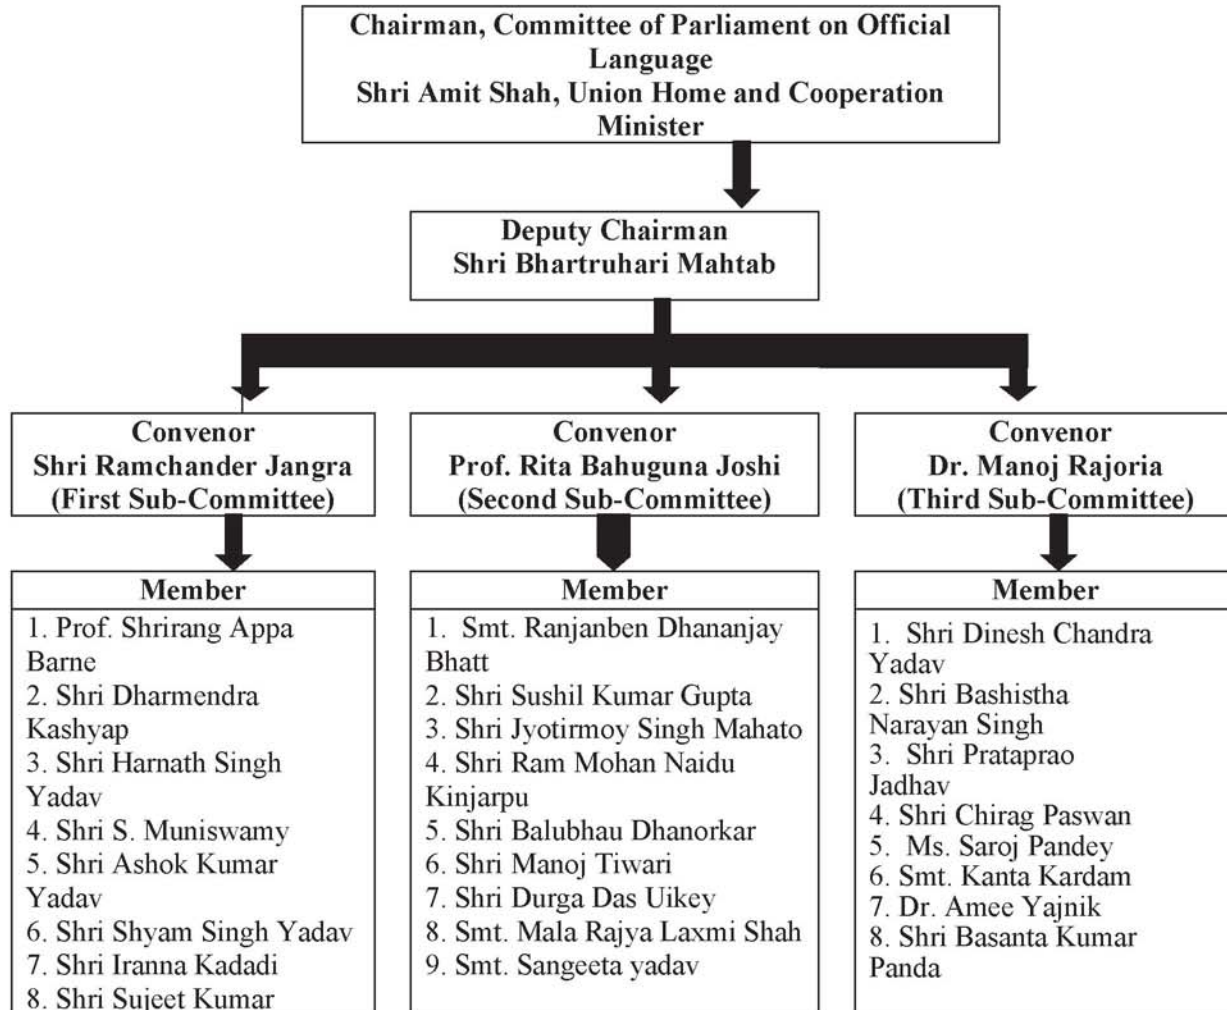 Chairman, Committee of Parliament on Official
Language
Shri Amit Shah, Union Home and Cooperation
Minister
Deputy Chairman
Shri Bhartruhari Mahtab
Convenor
Shri Ramchander Jangra
(First Sub-Committee)
Convenor
Prof. Rita Bahuguna Joshi
(Second Sub-Committee)
Convenor
Dr. Manoj Rajoria
(Third Sub-Committee)
Member
1. Prof. Shrirang Appa
Barne
2. Shri Dharmendra
Kashyap
3. Shri Harnath Singh
Yadav
4. Shri S. Muniswamy
5. Shri Ashok Kumar
Yadav
6. Shri Shyam Singh Yadav
7. Shri Iranna Kadadi
8. Shri Sujeet Kumar
Member
1. Smt. Ranjanben Dhananjay
Bhatt
2. Shri Sushil Kumar Gupta
3. Shri Jyotirmoy Singh Mahato
4. Shri Ram Mohan Naidu
Kinjarpu
5. Shri Balubhau Dhanorkar
6. Shri Manoj Tiwari
7. Shri Durga Das Uikey
8. Smt. Mala Rajya Laxmi Shah
9. Smt. Sangeeta yadav
Member
1. Shri Dinesh Chandra
Yadav
2. Shri Bashistha
Narayan Singh
3. Shri Prataprao
Jadhav
4. Shri Chirag Paswan
5. Ms. Saroj Pandey
6. Smt. Kanta Kardam
7. Dr. Amee Yajnik
8. Shri Basanta Kumar
Panda